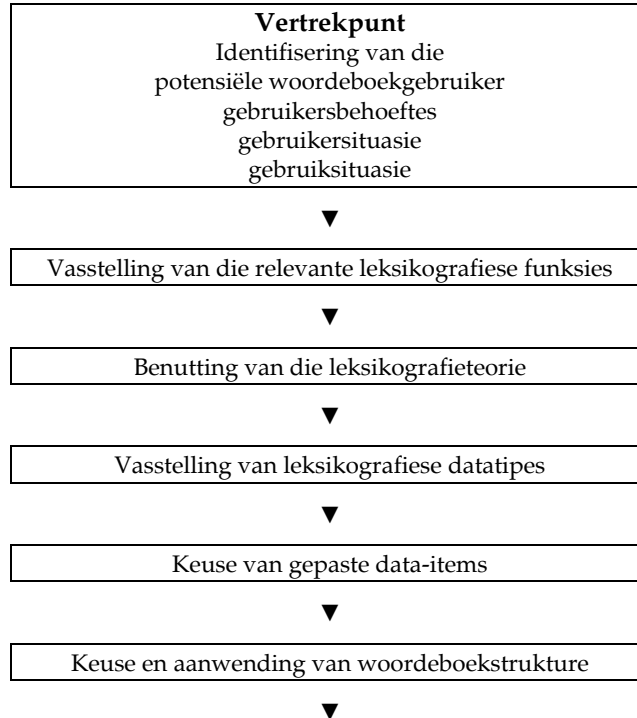 Vertrekpunt
Identifisering van die
potensiële woordeboekgebruiker
gebruikersbehoeftes
gebruikersituasie
gebruiksituasie
▼
Vasstelling van die relevante leksikografiese funksies
▼
Benutting van die leksikografieteorie
▼
Vasstelling van leksikografiese datatipes
▼
Keuse van gepaste data-items
▼
Keuse en aanwending van woordeboekstrukture
▼